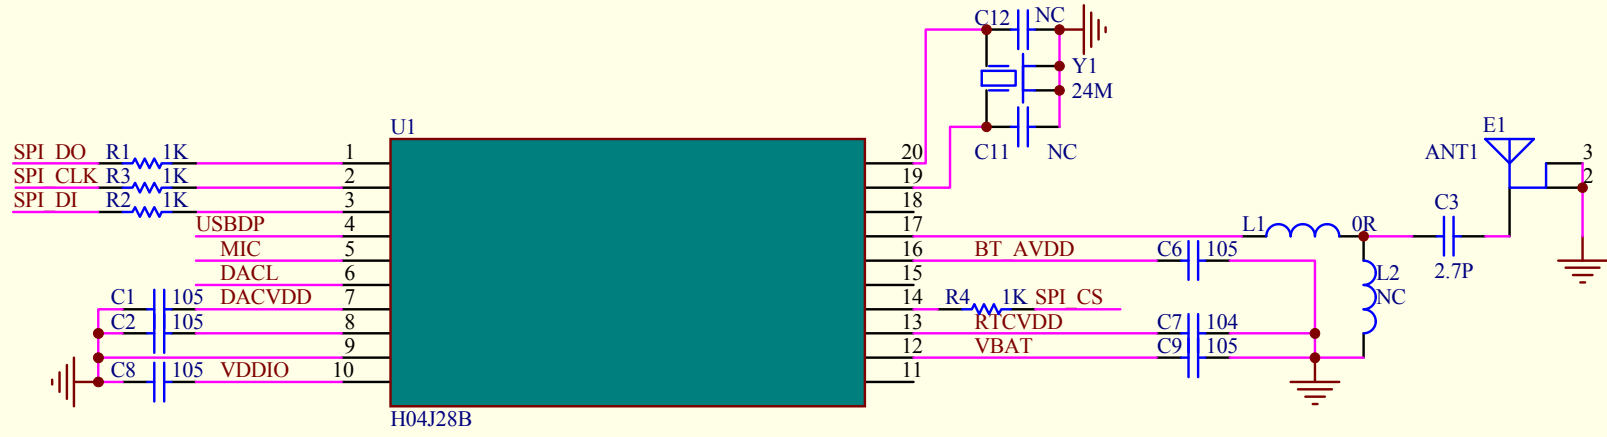 C12 NC
Y1
24M
C11 NC
U1
E1
ANT1
3
2
C3
2.7P
SPI_DO R1 1K 1
SPI_CLK R3 1K 2
SPI_DI R2 1K 3
USBDP 4
MIC 5
DACL 6
C1 105 DACVDD 7
C2 105 8
9
C8 105 VDDIO 10
20
19
18
17 L1 0R
16 BT_AVDD C6 105
L2
NC
15
14 R4 1K SPI_CS
13 RTCVDD C7 104
12 VBAT C9 105
11
H04J28B